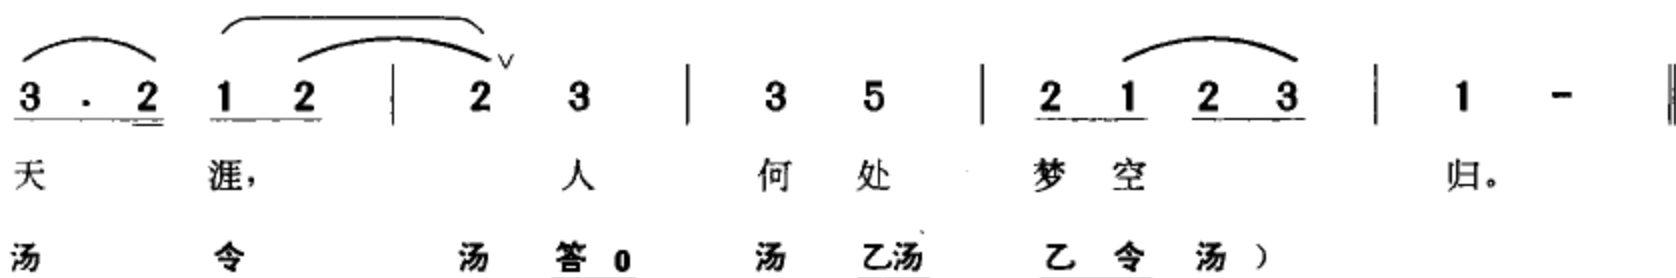 3 . 2 1 2 | 2 3 | 3 5 | 2 1 2 3 | 1 - ‖
天 涯， 人 何 处 梦 空 归。
汤 令 汤 答 0 汤 乙汤 乙 令 汤 ）